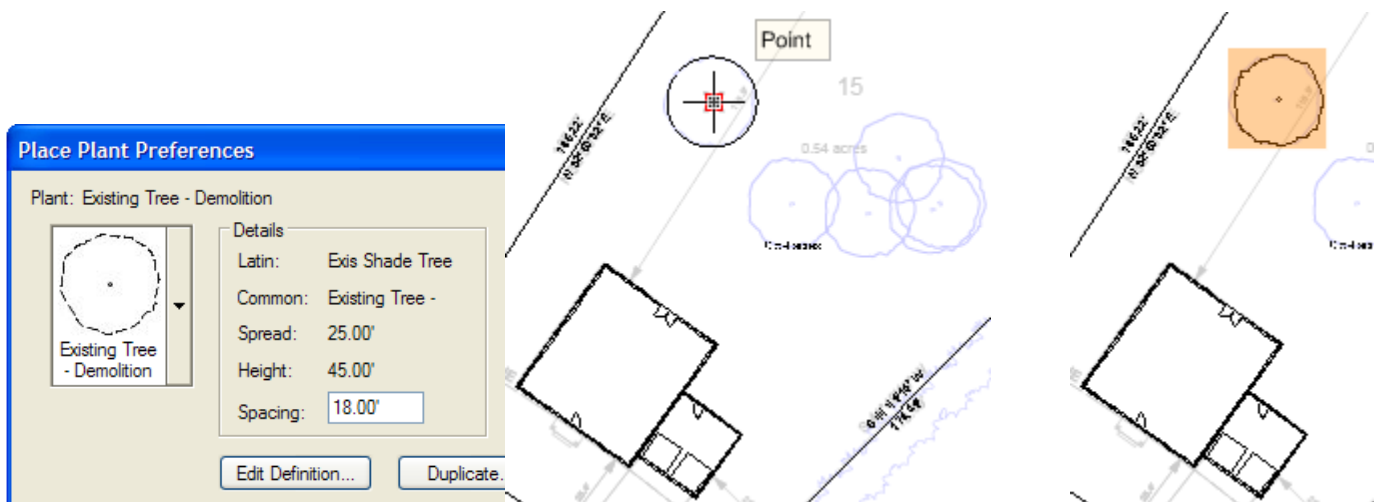 Place Plant Preferences
Plant: Existing Tree - Demolition
Existing Tree
- Demolition
Details
Latin: Exis Shade Tree
Common: Existing Tree -
Spread: 25.00'
Height: 45.00'
Spacing: 18.00'
Edit Definition...
Duplicate.
Point
15
0.54 acres